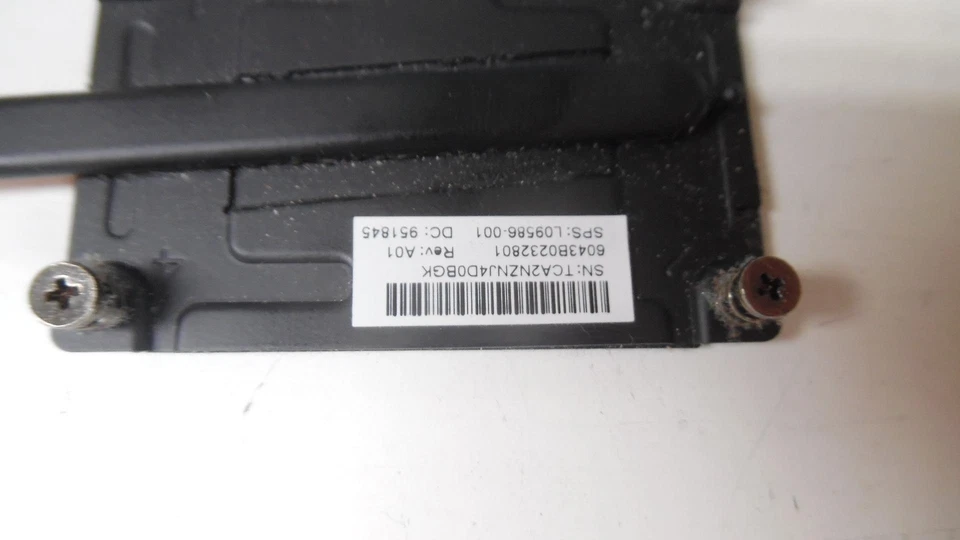 SN:TCA2NZNJ4D0BGK
6043B0232801 Rev: A01
SPS: L09586-001 DC: 951845